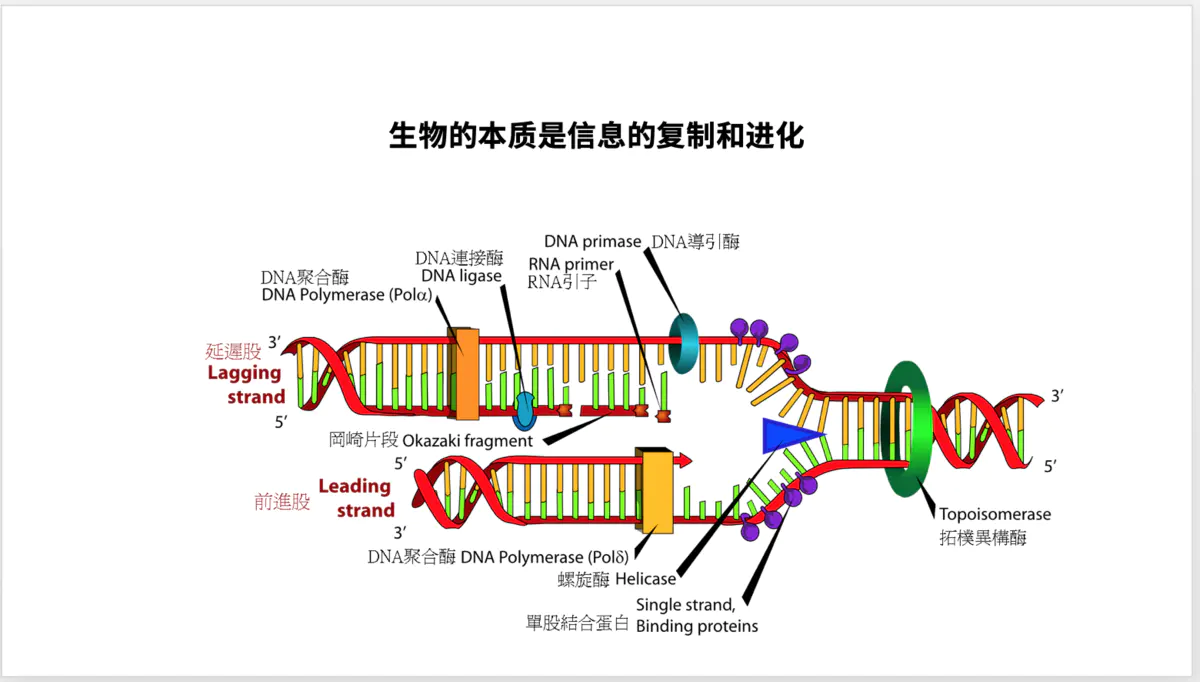 生物的本质是信息的复制和进化
DNA primase DNA導引酶
DNA連接酶
DNA ligase
RNA primer
RNA引子
DNA聚合酶
DNA Polymerase (Polα)
延遲股
Lagging
strand
3’
5’
岡崎片段 Okazaki fragment
3’
5’
5’
前進股
Leading
strand
3’
Topoisomerase
拓樸異構酶
DNA聚合酶 DNA Polymerase (Polδ)
螺旋酶 Helicase
Single strand,
單股結合蛋白 Binding proteins